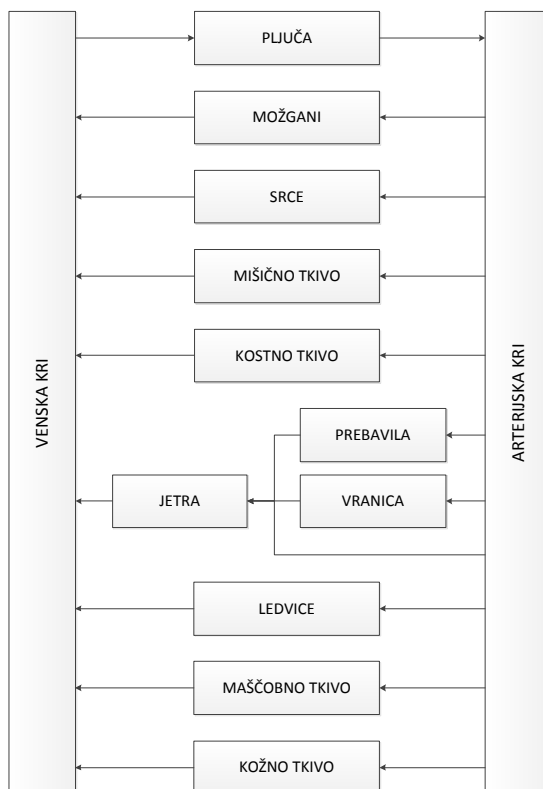 PLJUČA
MOŽGANI
SRCE
MIŠIČNO TKIVO
KOSTNO TKIVO
VENSKA KRI
ARTERIJSKA KRI
PREBAVILA
JETRA
VRANICA
LEDVICE
MAŠČOBNO TKIVO
KOŽNO TKIVO